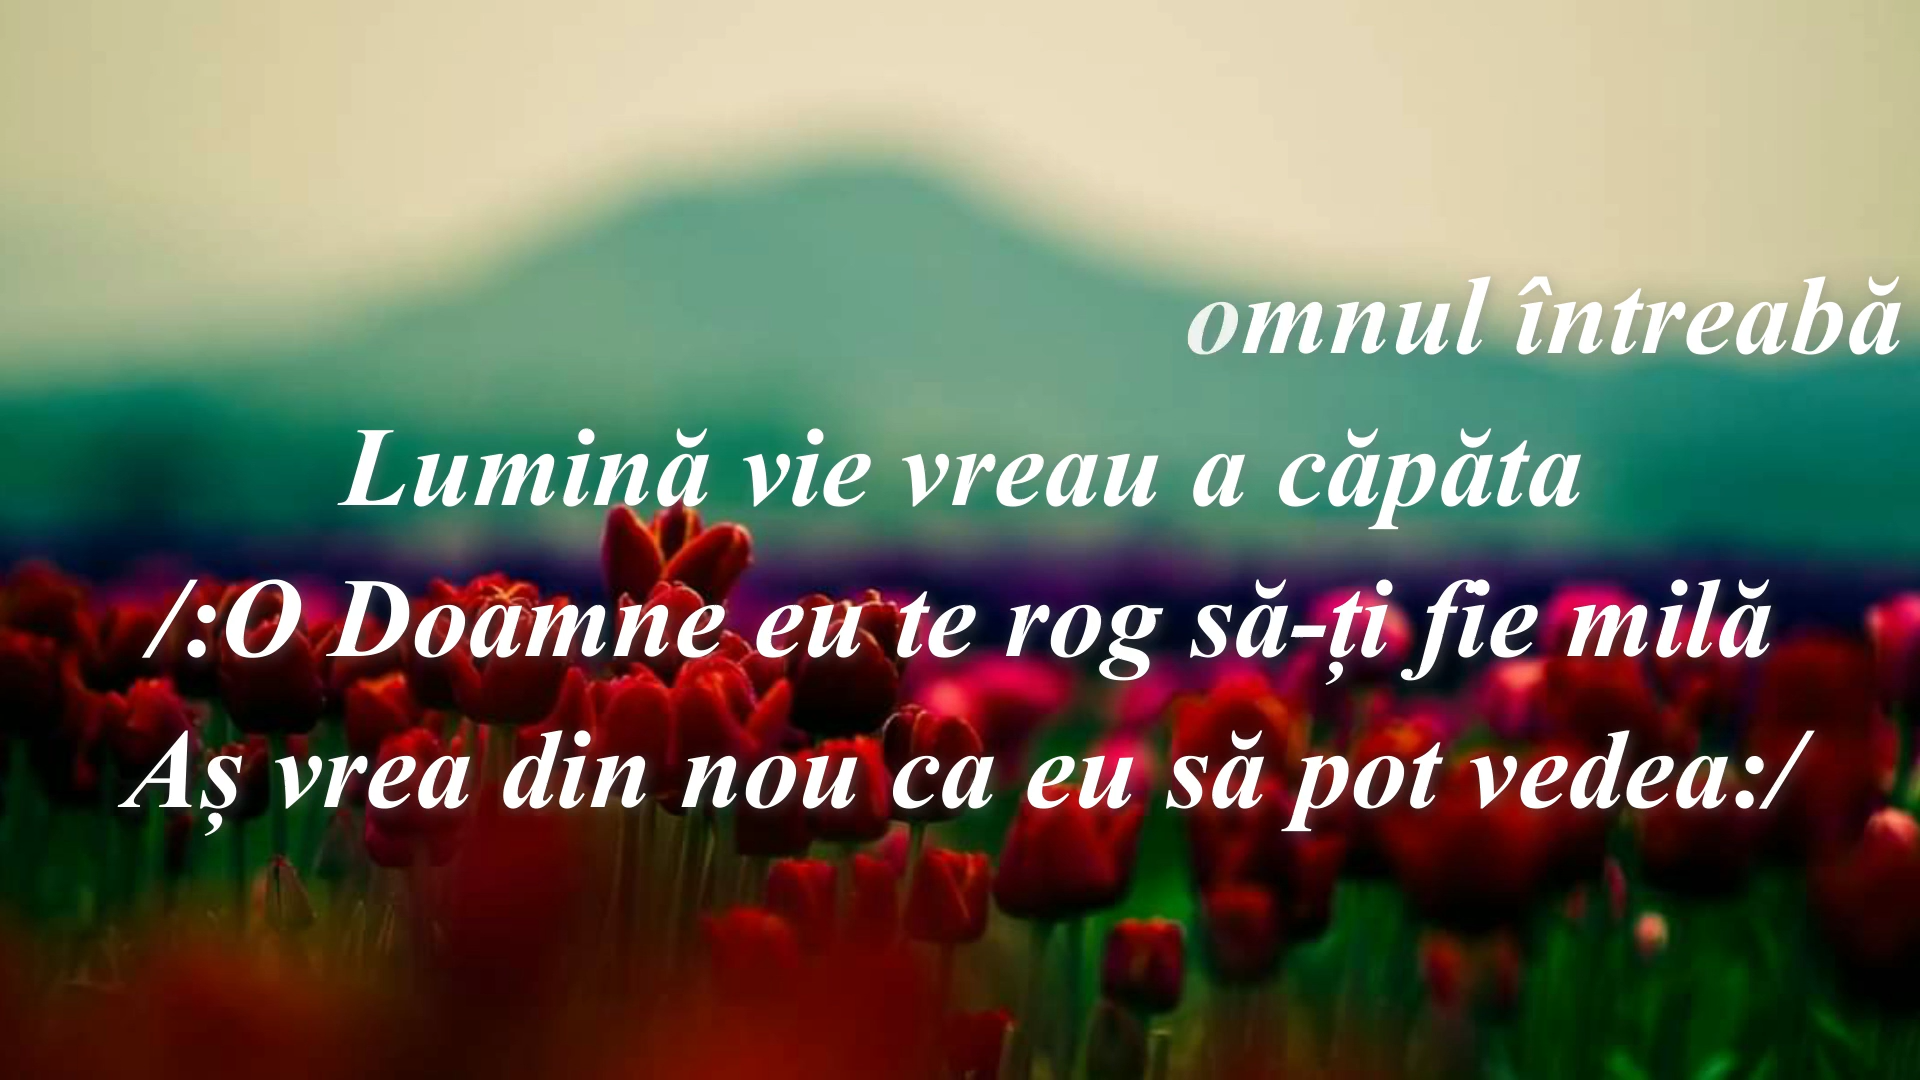 omnul întreabă
Lumină vie vreau a căpăta
/:O Doamne eu te rog să-ți fie milă
Aș vrea din nou ca eu să pot vedea:/